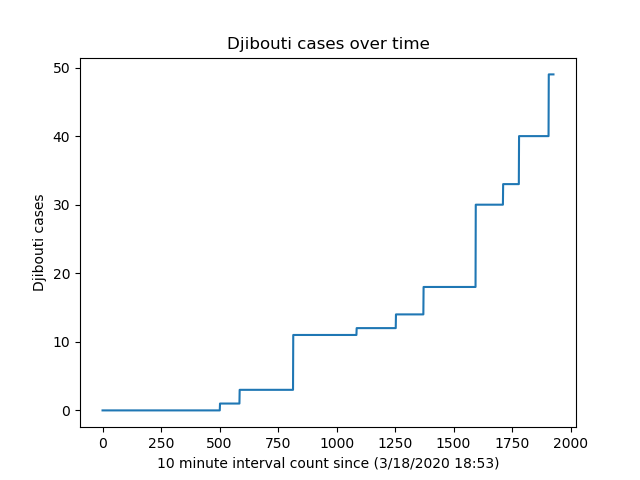 Djibouti cases over time
50
40
30
20
10
0
Djibouti cases
0 250 500 750 1000 1250 1500 1750 2000
10 minute interval count since (3/18/2020 18:53)